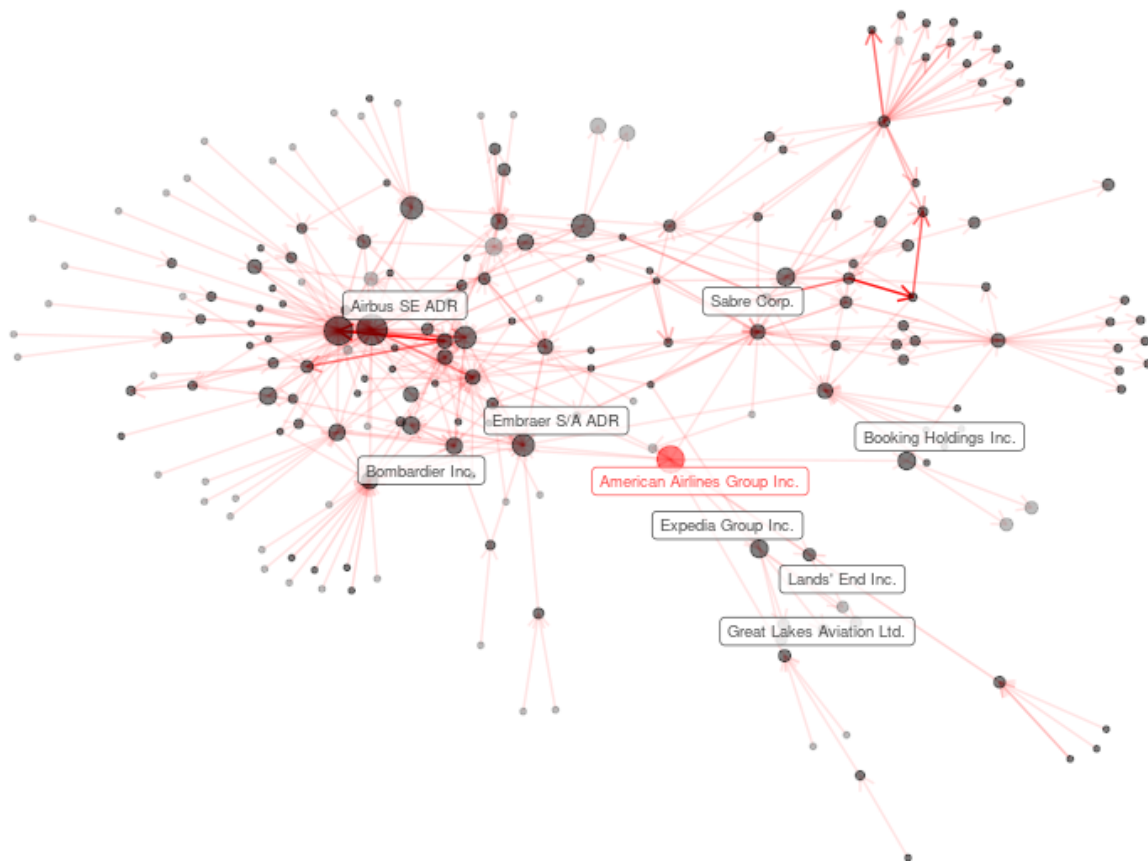 Sabre Corp.
Airbus SE ADR
Embraer S/A ADR
Booking Holdings Inc.
Bombardier Inc.
American Airlines Group Inc.
Expedia Group Inc.
Lands' End Inc.
Great Lakes Aviation Ltd.